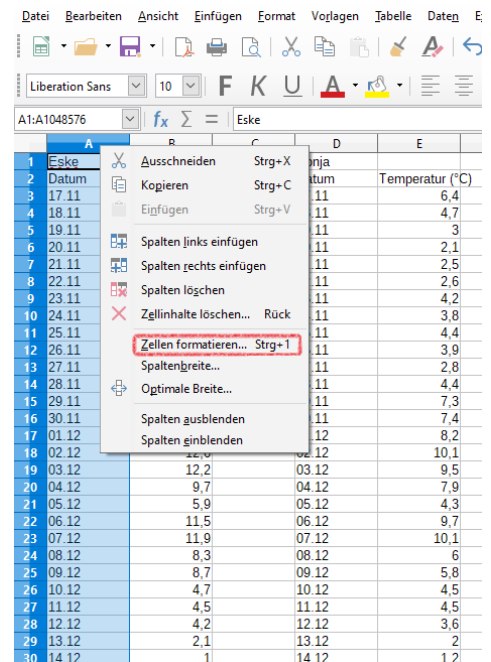 Datei Bearbeiten Ansicht Einfügen Format Vorlagen Tabelle Daten
Liberation Sans 10 F K U A
A1:A1048576 fx Σ = Eske
A B C D E
1 Eske onja
2 Datum atum Temperatur (°C)
3 17.11 .11 6,4
4 18.11 .11 4,7
5 19.11 .11 3
6 20.11 .11 2,1
7 21.11 .11 2,5
8 22.11 .11 2,6
9 23.11 .11 4,2
10 24.11 .11 3,8
11 25.11 .11 4,4
12 26.11 .11 3,9
13 27.11 .11 2,8
14 28.11 .11 4,4
15 29.11 .11 7,3
16 30.11 .11 7,4
17 01.12 .12 8,2
18 02.12 02.12 10,1
19 03.12 12,2 03.12 9,5
20 04.12 9,7 04.12 7,9
21 05.12 5,9 05.12 4,3
22 06.12 11,5 06.12 9,7
23 07.12 11,9 07.12 10,1
24 08.12 8,3 08.12 6
25 09.12 8,7 09.12 5,8
26 10.12 4,7 10.12 4,5
27 11.12 4,5 11.12 4,5
28 12.12 4,2 12.12 3,6
29 13.12 2,1 13.12 2
30 14.12 1 14.12 1,2
Ausschneiden Strg+X
Kopieren Strg+C
Einfügen Strg+V
Spalten links einfügen
Spalten rechts einfügen
Spalten löschen
Zellinhalte löschen... Rück
Zellen formatieren... Strg+1
Spaltenbreite...
Optimale Breite...
Spalten ausblenden
Spalten einblenden